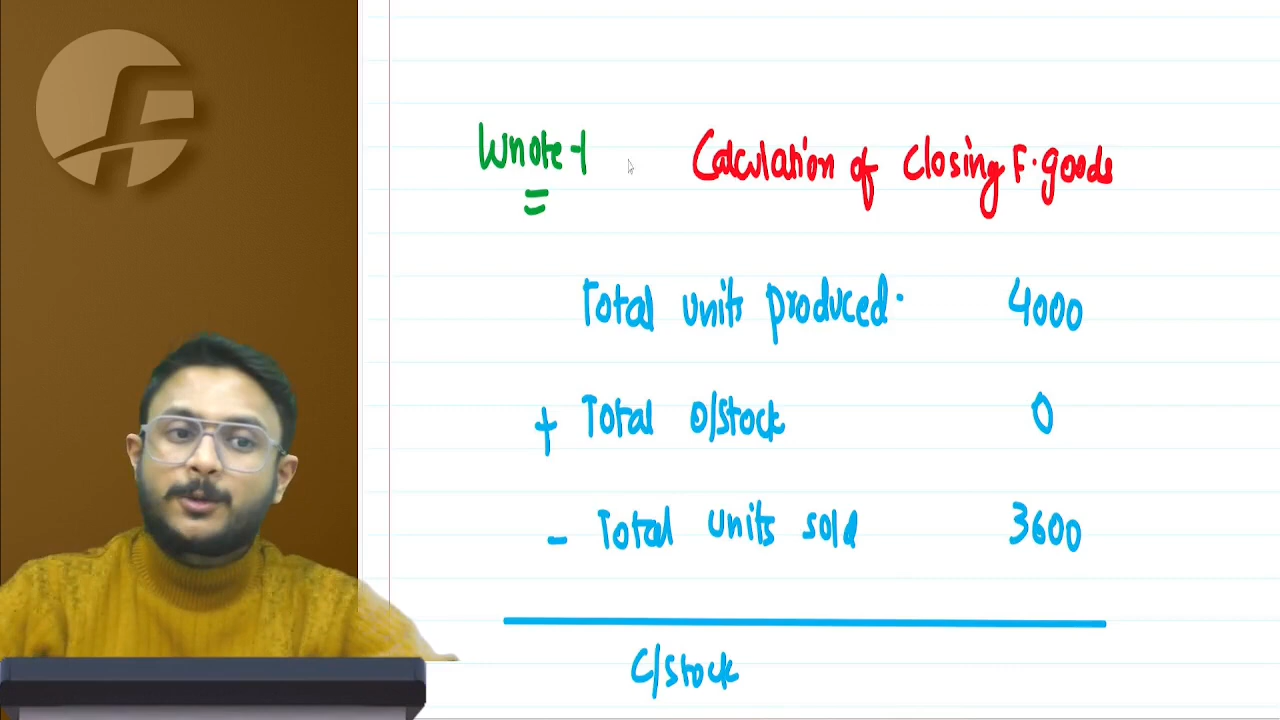 Wnote-1 Calculation of Closing F.goods
Total units produced. 4000
+ Total O/Stock 0
- Total units sold 3600
C/Stock